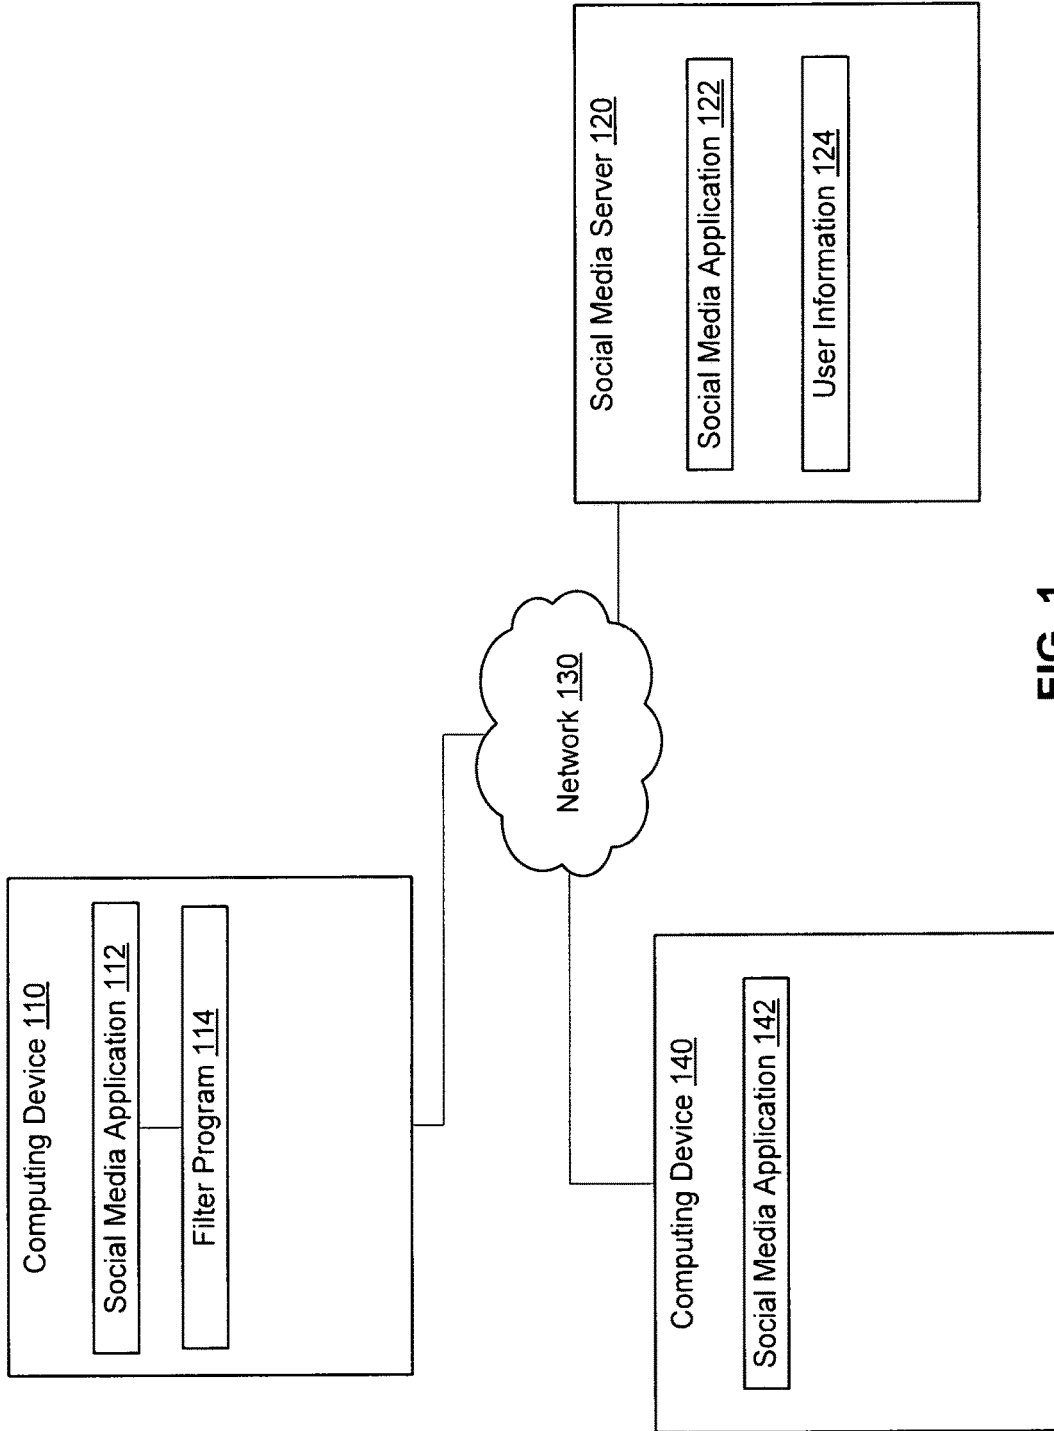 Computing Device 110
Social Media Application 112
Filter Program 114
Network 130
Social Media Server 120
Social Media Application 122
User Information 124
Computing Device 140
Social Media Application 142
FIG. 1